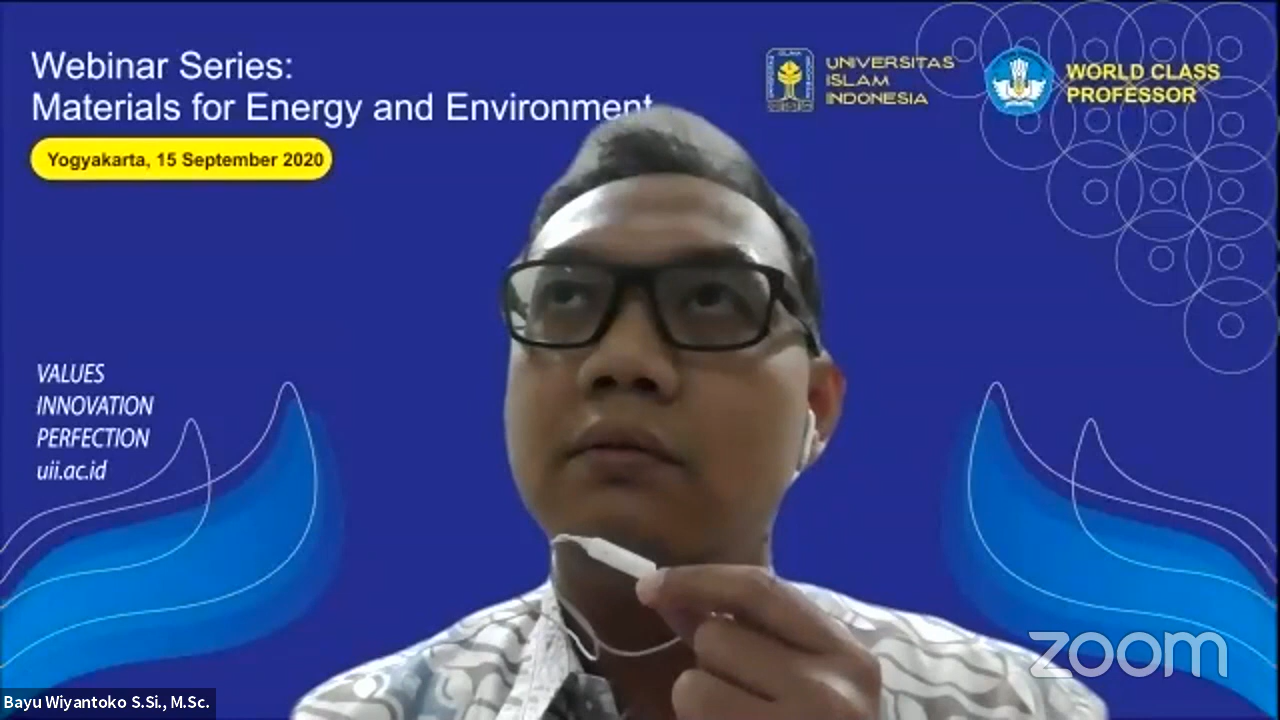 Webinar Series:
Materials for Energy and Environment
Yogyakarta, 15 September 2020
UNIVERSITAS
ISLAM
INDONESIA
WORLD CLASS
PROFESSOR
VALUES
INNOVATION
PERFECTION
uii.ac.id
zoom
Bayu Wiyantoko S.Si., M.Sc.